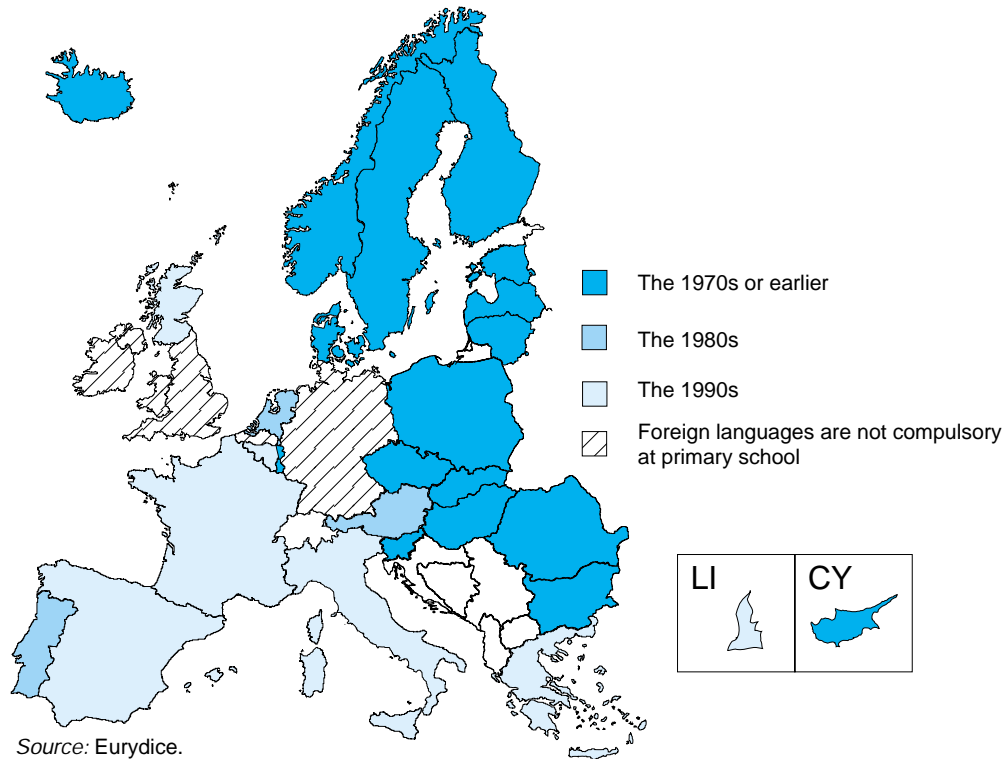 The 1970s or earlier
The 1980s
The 1990s
Foreign languages are not compulsory
at primary school
LI
CY
Source: Eurydice.